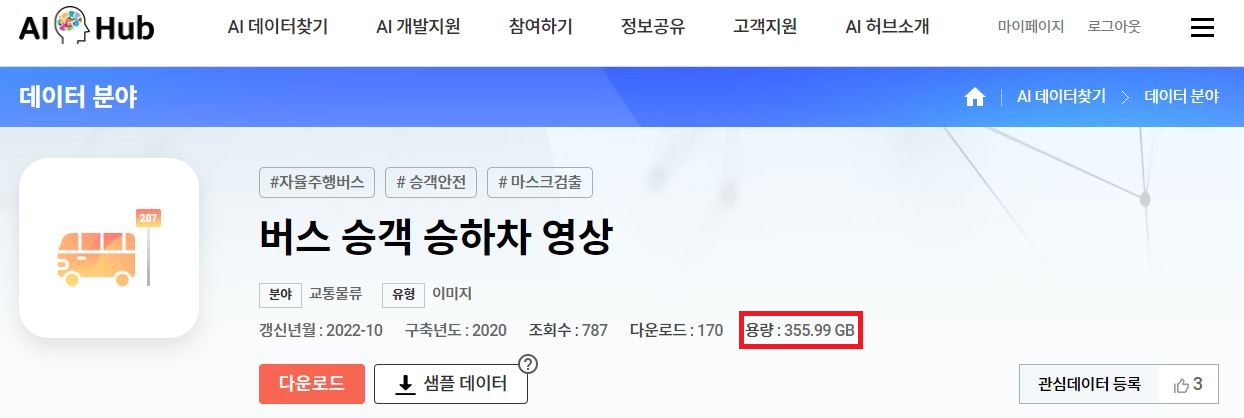 AI Hub
AI 데이터찾기 AI 개발지원 참여하기 정보공유 고객지원 AI 허브소개 마이페이지 로그아웃
데이터 분야
AI 데이터찾기 데이터 분야
#자율주행버스 # 승객안전 # 마스크검출
207
버스 승객 승하차 영상
분야 교통물류 유형 이미지
갱신년월 : 2022-10 구축년도 : 2020 조회수 : 787 다운로드 : 170 용량 : 355.99 GB
다운로드 샘플 데이터 ? 관심데이터 등록 3